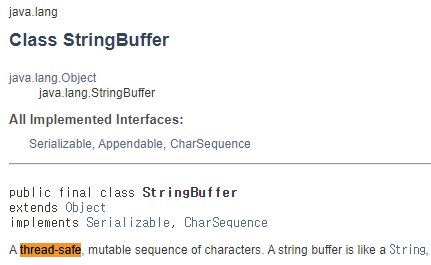 java.lang
Class StringBuffer
java.lang.Object
java.lang.StringBuffer
All Implemented Interfaces:
Serializable, Appendable, CharSequence
public final class StringBuffer
extends Object
implements Serializable, CharSequence
A thread-safe, mutable sequence of characters. A string buffer is like a String,